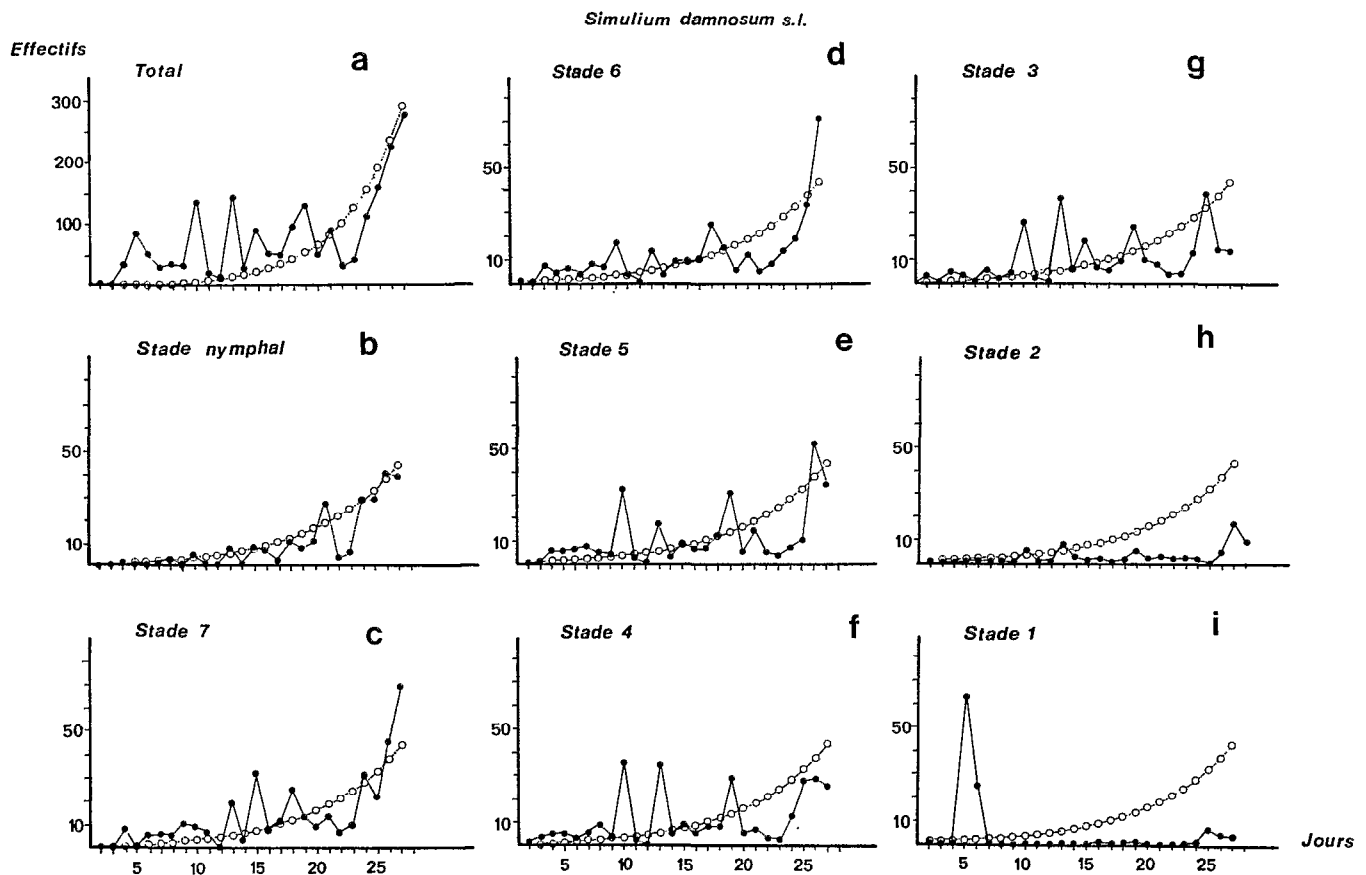 Simulium damnosum s.l.
Effectifs
Total a
300
200
100
Stade 6 d
50
10
Stade 3 g
50
10
Stade nymphal b
50
10
Stade 5 e
50
10
Stade 2 h
50
10
Stade 7 c
50
10
5 10 15 20 25
Stade 4 f
50
10
5 10 15 20 25
Stade 1 i
50
10
5 10 15 20 25
Jours